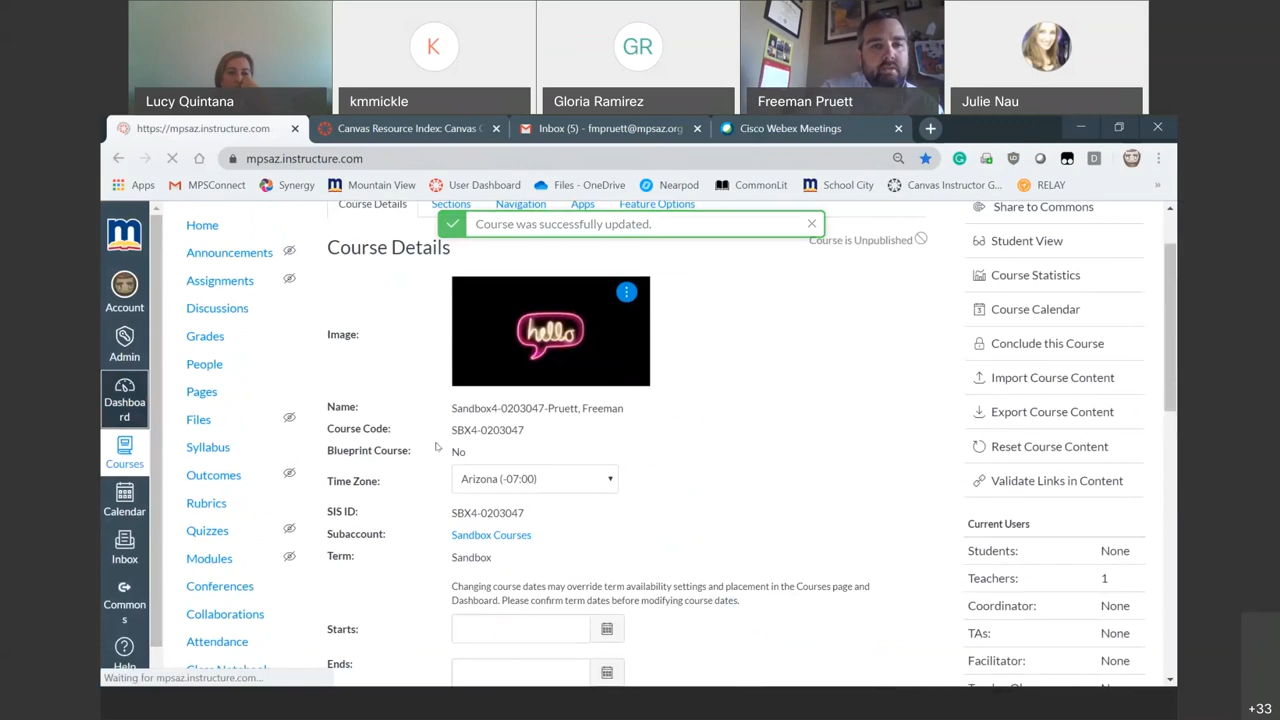 K
GR
Lucy Quintana
kmmickle
Gloria Ramirez
Freeman Pruett
Julie Nau
https://mpsaz.instructure.com
Canvas Resource Index: Canvas
Inbox (5) - fmpruett@mpsaz.org
Cisco Webex Meetings
mpsaz.instructure.com
Apps
MPSConnect
Synergy
Mountain View
User Dashboard
Files - OneDrive
Nearpod
CommonLit
School City
Canvas Instructor G...
RELAY
Account
Admin
Dashboa
rd
Courses
Calendar
Inbox
Common
s
Help
Home
Announcements
Assignments
Discussions
Grades
People
Pages
Files
Syllabus
Outcomes
Rubrics
Quizzes
Modules
Conferences
Collaborations
Attendance
Class Notebook
Waiting for mpsaz.instructure.com...
Course Details
Sections
Navigation
Apps
Feature Options
Course was successfully updated.
Course is Unpublished
Course Details
Image:
hello
Name: Sandbox4-0203047-Pruett, Freeman
Course Code: SBX4-0203047
Blueprint Course: No
Time Zone: Arizona (-07:00)
SIS ID: SBX4-0203047
Subaccount: Sandbox Courses
Term: Sandbox
Changing course dates may override term availability settings and placement in the Courses page and
Dashboard. Please confirm term dates before modifying course dates.
Starts:
Ends:
Share to Commons
Student View
Course Statistics
Course Calendar
Conclude this Course
Import Course Content
Export Course Content
Reset Course Content
Validate Links in Content
Current Users
Students: None
Teachers: 1
Coordinator: None
TAs: None
Facilitator: None
+33